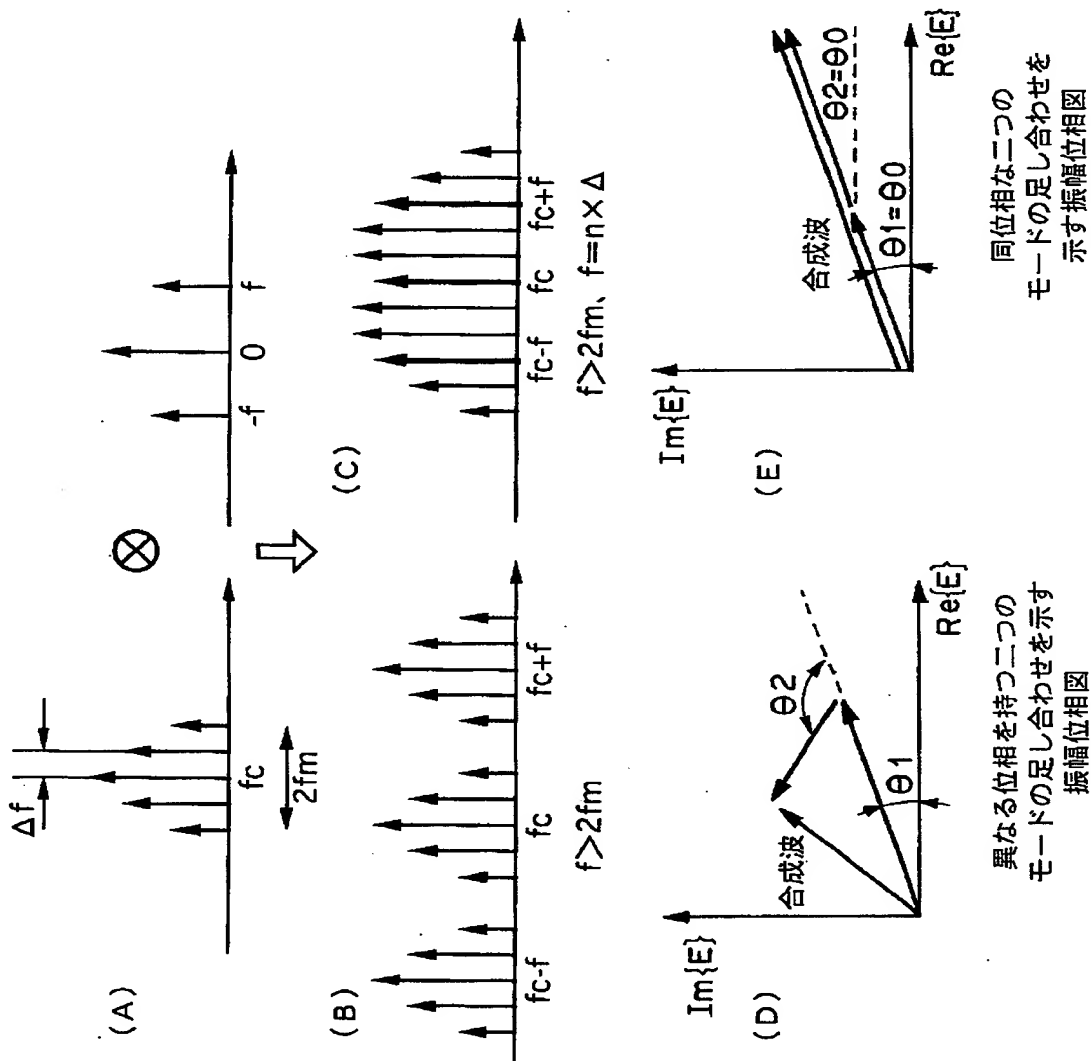 (A)
Δf
fc
2fm
-f
0
f
(B)
fc-f
fc
fc+f
f>2fm
(C)
fc-f
fc
fc+f
f>2fm、f=n×Δ
(D)
Im{E}
合成波
θ2
θ1
Re{E}
異なる位相を持つ二つの
モードの足し合わせを示す
振幅位相図
(E)
Im{E}
合成波
θ2=θ0
θ1=θ0
Re{E}
同位相な二つの
モードの足し合わせを
示す振幅位相図